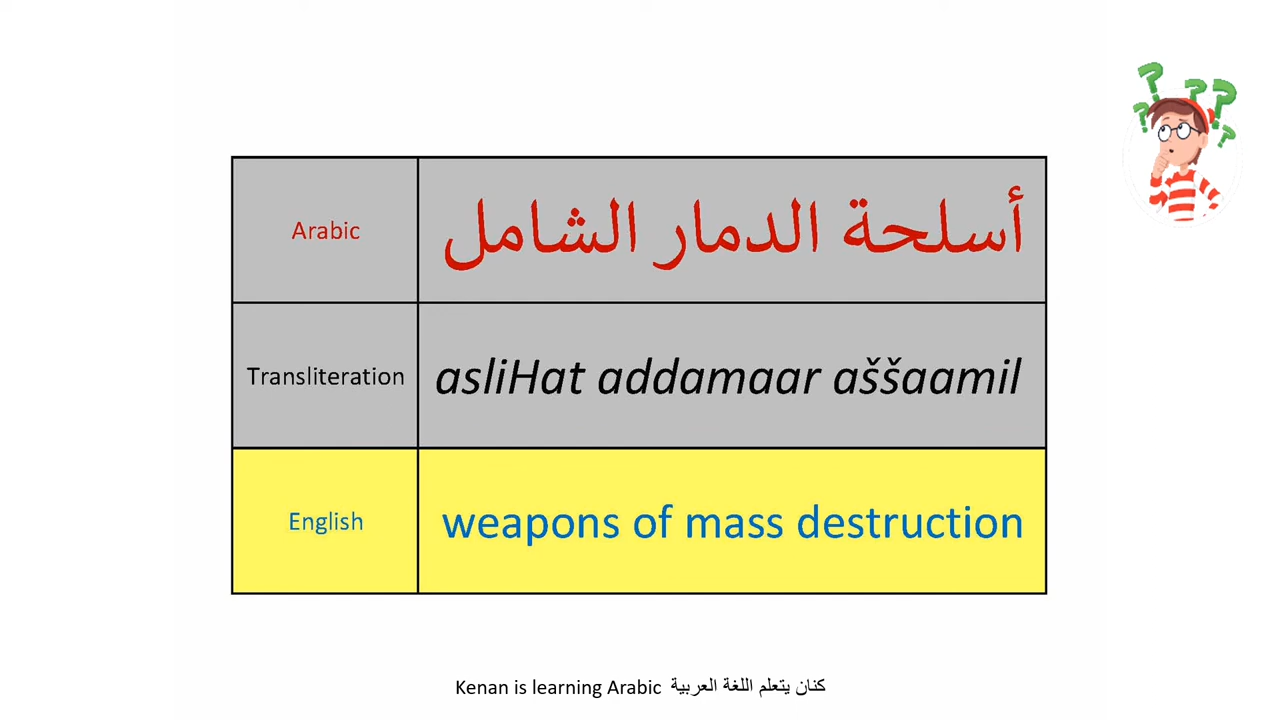 Arabic أسلحة الدمار الشامل
Transliteration asliHat addamaar aššaamil
English weapons of mass destruction
Kenan is learning Arabic كنان يتعلم اللغة العربية